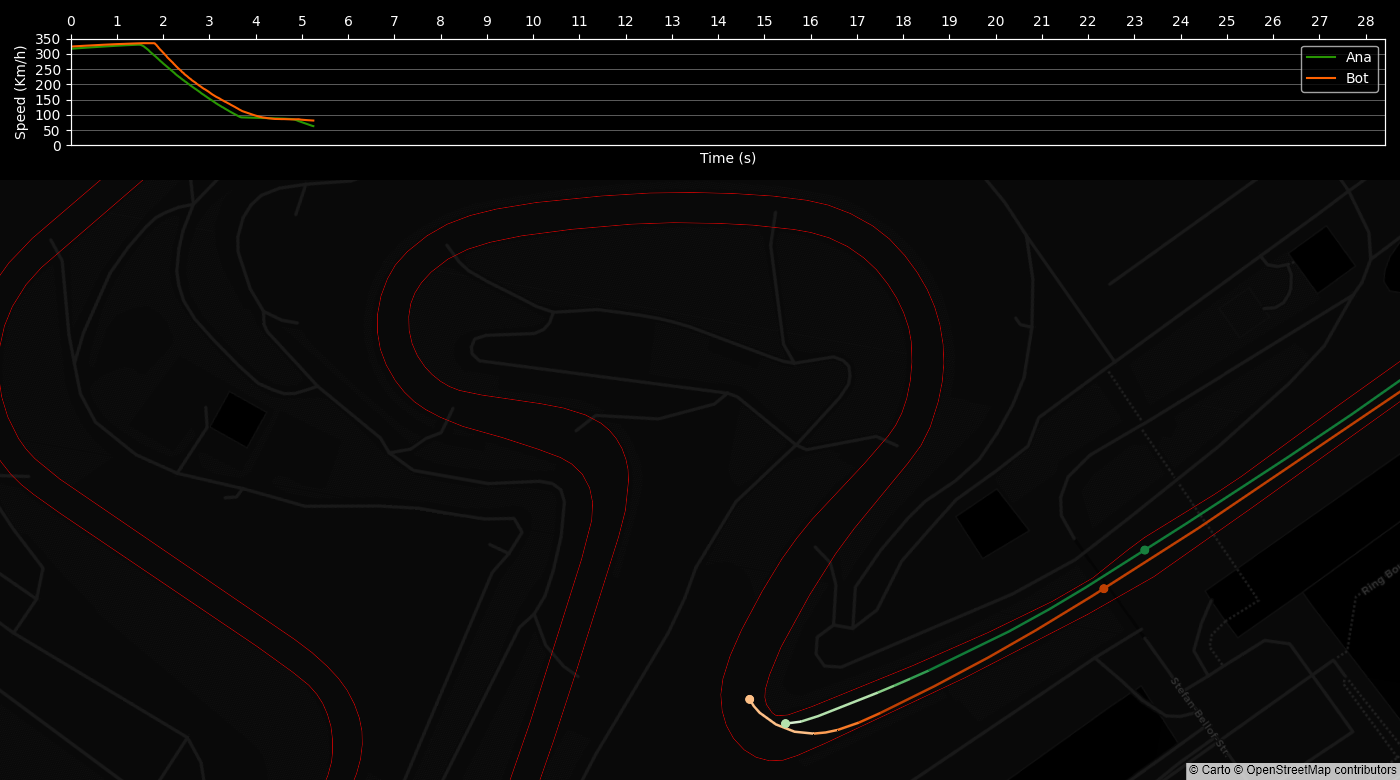 0 1 2 3 4 5 6 7 8 9 10 11 12 13 14 15 16 17 18 19 20 21 22 23 24 25 26 27 28
350
300
250
200
150
100
50
0
Speed (Km/h)
Ana
Bot
Time (s)
Ring Bo
Stefan Bellof-Str
© Carto © OpenStreetMap contributors